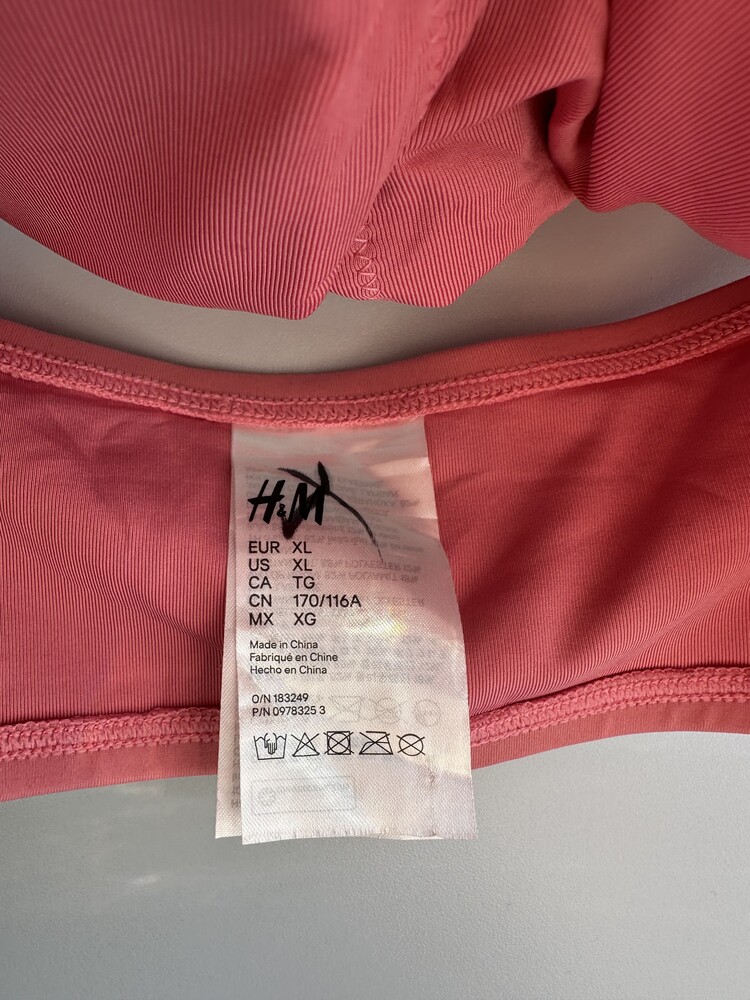 H&M
EUR XL
US XL
CA TG
CN 170/116A
MX XG
Made in China
Fabriqué en Chine
Hecho en China
O/N 183249
P/N 0978325 3